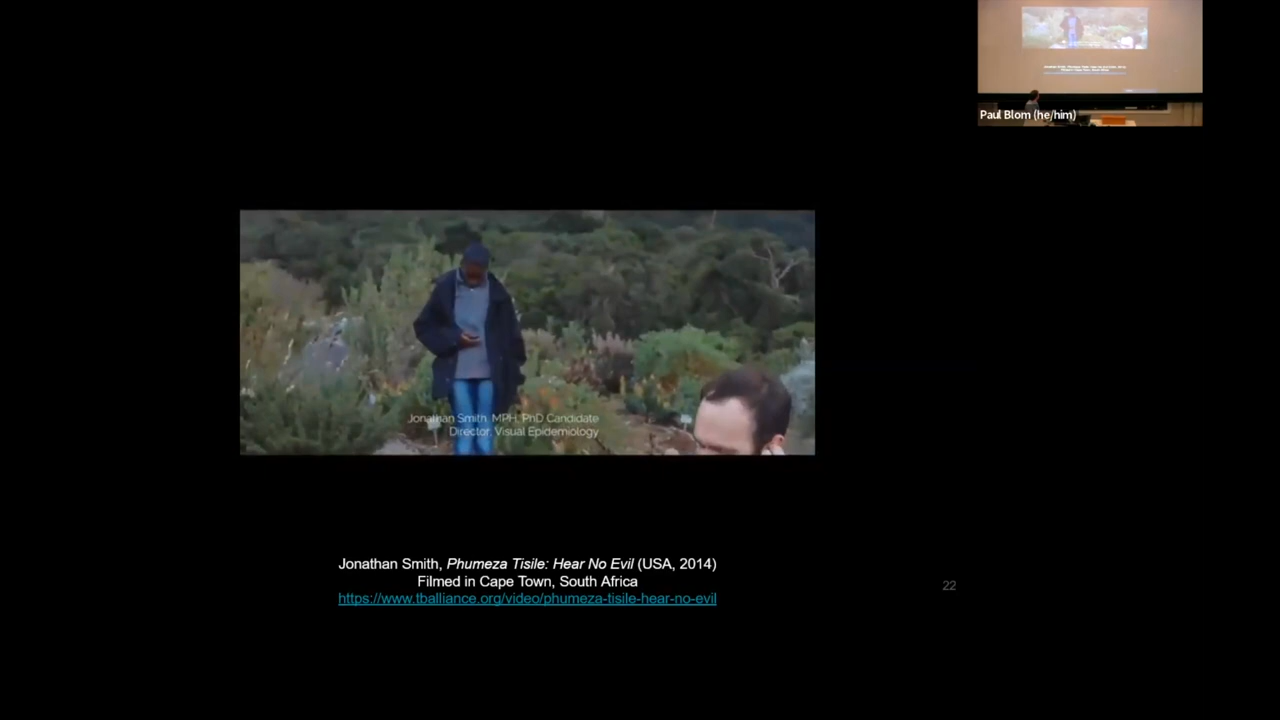 Paul Blom (he/him)
Jonathan Smith, MPH, PhD Candidate
Director, Visual Epidemiology
Jonathan Smith, Phumeza Tisile: Hear No Evil (USA, 2014)
Filmed in Cape Town, South Africa
https://www.tballiance.org/video/phumeza-tisile-hear-no-evil
22